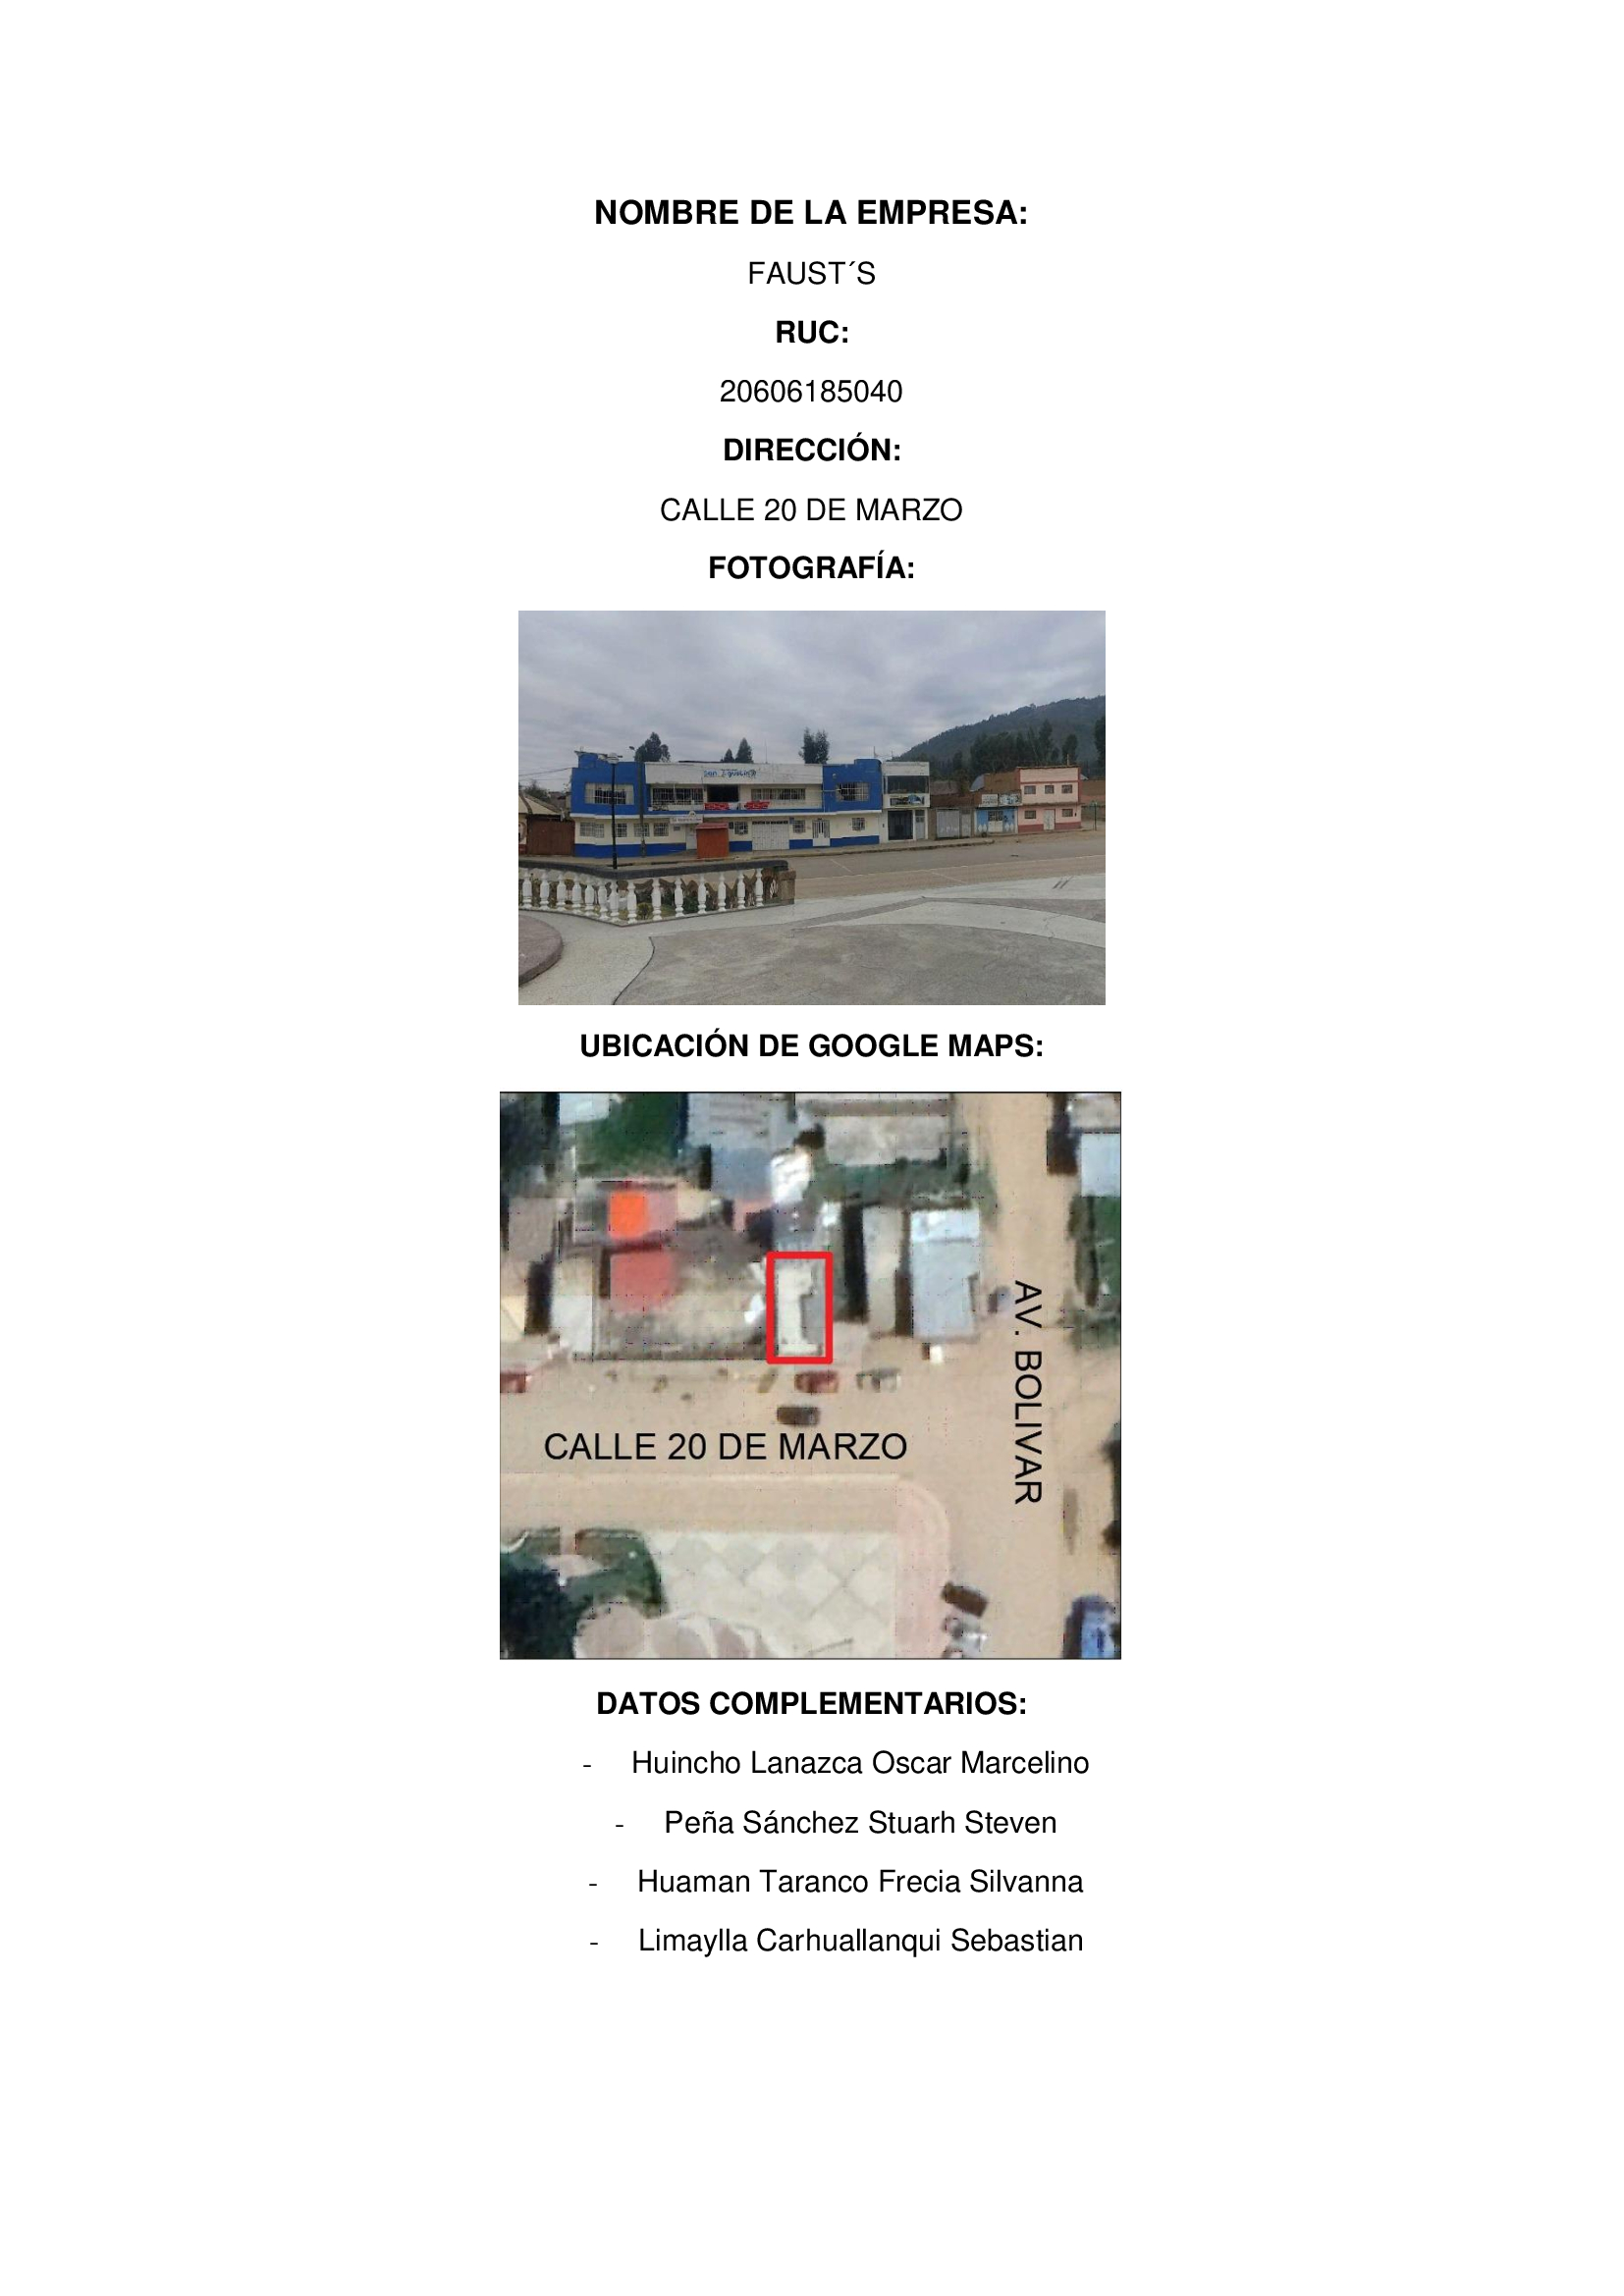 NOMBRE DE LA EMPRESA:
FAUST´S
RUC:
20606185040
DIRECCIÓN:
CALLE 20 DE MARZO
FOTOGRAFÍA:
UBICACIÓN DE GOOGLE MAPS:
AV. BOLIVAR
CALLE 20 DE MARZO
DATOS COMPLEMENTARIOS:
- Huincho Lanazca Oscar Marcelino
- Peña Sánchez Stuarh Steven
- Huaman Taranco Frecia Silvanna
- Limaylla Carhuallanqui Sebastian